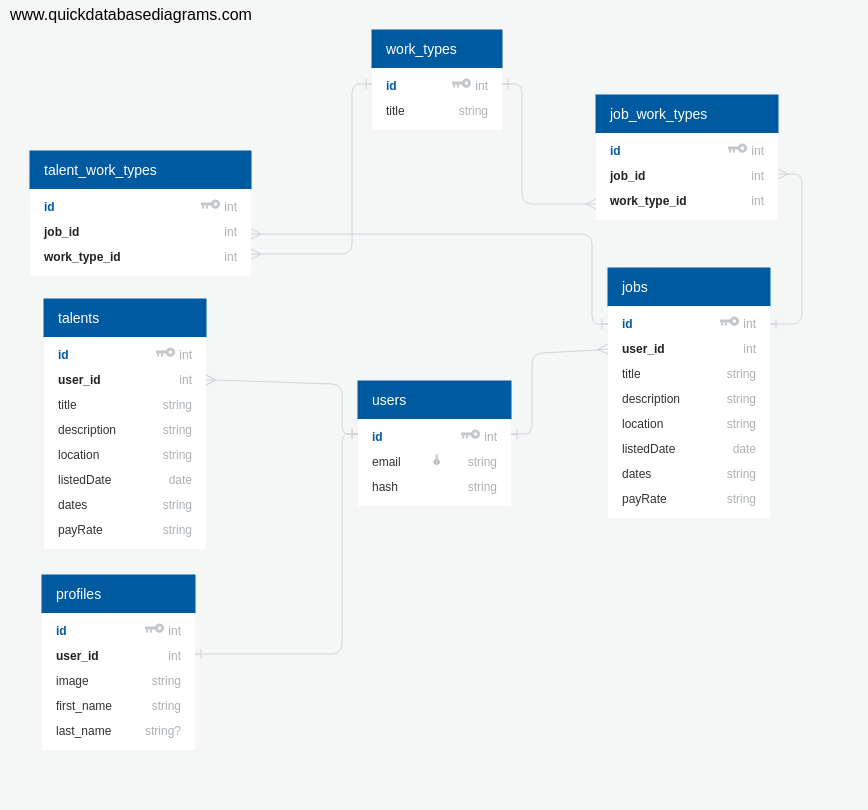 www.quickdatabasediagrams.com
work_types
id int
title string
job_work_types
id int
job_id int
work_type_id int
talent_work_types
id int
job_id int
work_type_id int
jobs
id int
user_id int
title string
description string
location string
listedDate date
dates string
payRate string
talents
id int
user_id int
title string
description string
location string
listedDate date
dates string
payRate string
users
id int
email string
hash string
profiles
id int
user_id int
image string
first_name string
last_name string?